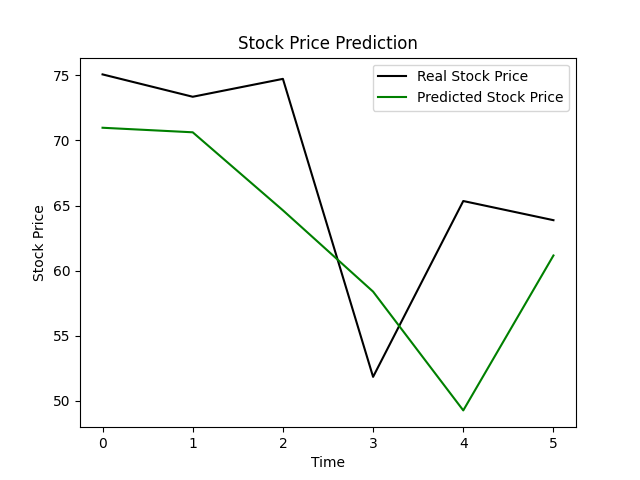 Stock Price Prediction
Real Stock Price
Predicted Stock Price
75
70
65
60
55
50
Stock Price
0 1 2 3 4 5
Time